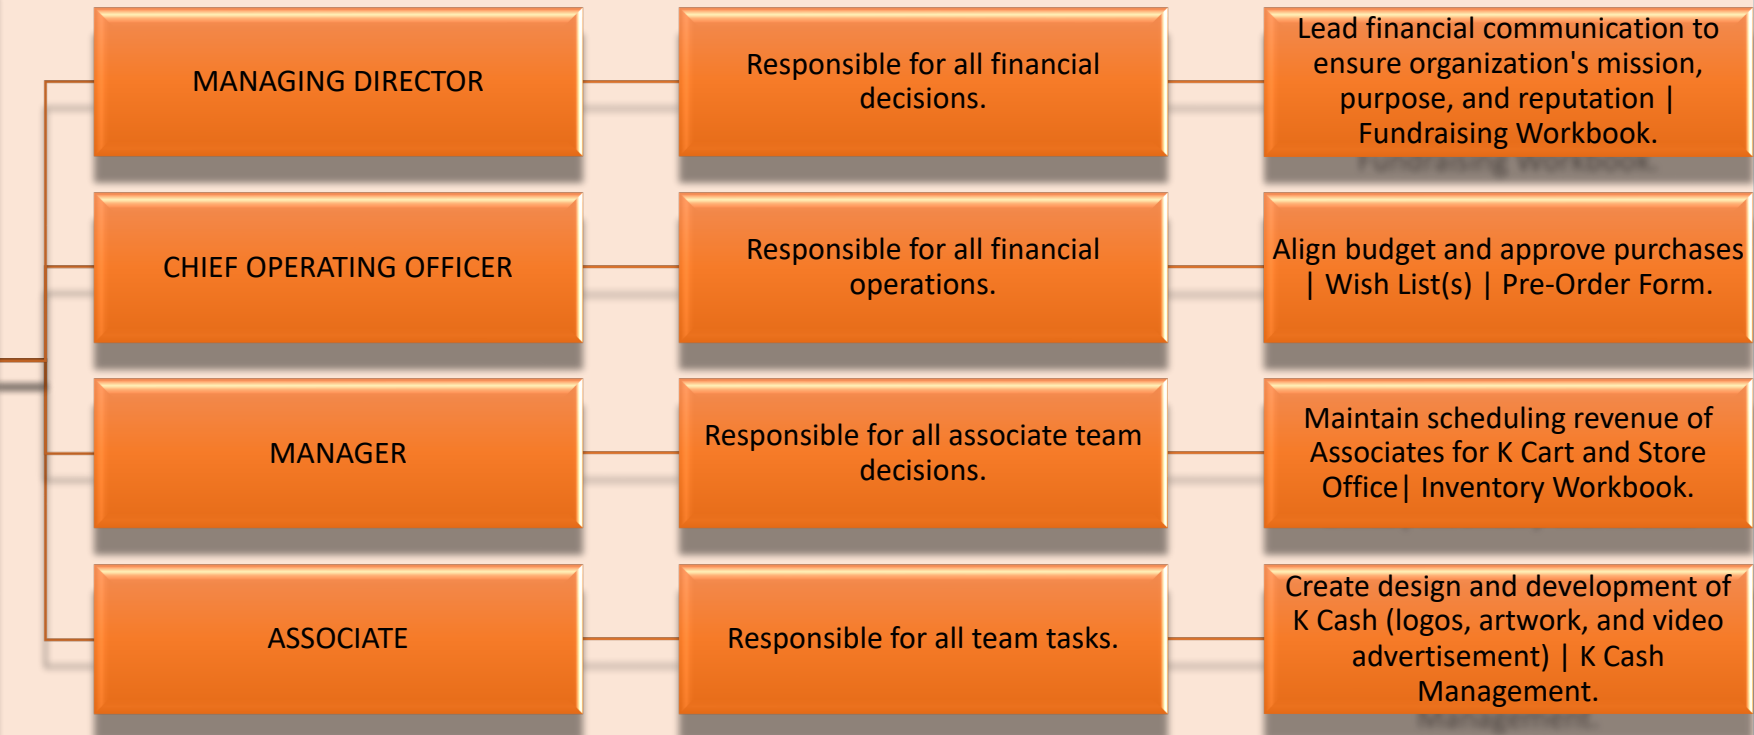 MANAGING DIRECTOR
Responsible for all financial
decisions.
Lead financial communication to
ensure organization's mission,
purpose, and reputation |
Fundraising Workbook.
CHIEF OPERATING OFFICER
Responsible for all financial
operations.
Align budget and approve purchases
| Wish List(s) | Pre-Order Form.
MANAGER
Responsible for all associate team
decisions.
Maintain scheduling revenue of
Associates for K Cart and Store
Office| Inventory Workbook.
ASSOCIATE
Responsible for all team tasks.
Create design and development of
K Cash (logos, artwork, and video
advertisement) | K Cash
Management.